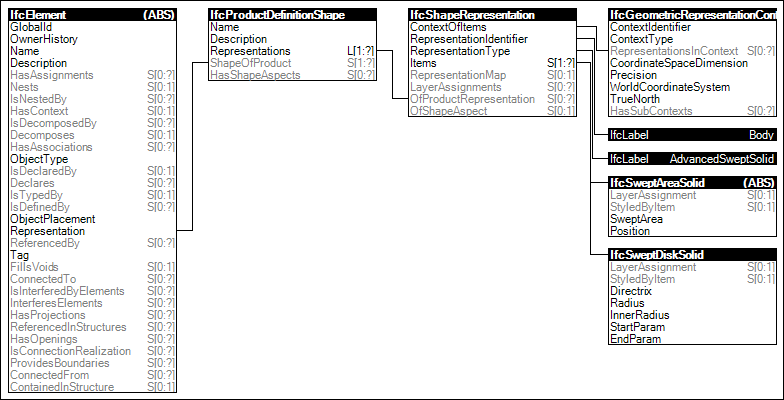 IfcElement (ABS)
GlobalId
OwnerHistory
Name
Description
HasAssignments S[0:?]
Nests S[0:1]
IsNestedBy S[0:?]
HasContext S[0:1]
IsDecomposedBy S[0:?]
Decomposes S[0:1]
HasAssociations S[0:?]
ObjectType
IsDeclaredBy S[0:1]
Declares S[0:?]
IsTypedBy S[0:1]
IsDefinedBy S[0:?]
ObjectPlacement
Representation
ReferencedBy S[0:?]
Tag
FillsVoids S[0:1]
ConnectedTo S[0:?]
IsInterferedByElements S[0:?]
InterferesElements S[0:?]
HasProjections S[0:?]
ReferencedInStructures S[0:?]
HasOpenings S[0:?]
IsConnectionRealization S[0:?]
ProvidesBoundaries S[0:?]
ConnectedFrom S[0:?]
ContainedInStructure S[0:1]
IfcProductDefinitionShape
Name
Description
Representations L[1:?]
ShapeOfProduct S[1:?]
HasShapeAspects S[0:?]
IfcShapeRepresentation
ContextOfItems
RepresentationIdentifier
RepresentationType
Items S[1:?]
RepresentationMap S[0:1]
LayerAssignments S[0:?]
OfProductRepresentation S[0:?]
OfShapeAspect S[0:1]
IfcGeometricRepresentationCon
ContextIdentifier
ContextType
RepresentationsInContext S[0:?]
CoordinateSpaceDimension
Precision
WorldCoordinateSystem
TrueNorth
HasSubContexts S[0:?]
IfcLabel Body
IfcLabel AdvancedSweptSolid
IfcSweptAreaSolid (ABS)
LayerAssignment S[0:1]
StyledByItem S[0:1]
SweptArea
Position
IfcSweptDiskSolid
LayerAssignment S[0:1]
StyledByItem S[0:1]
Directrix
Radius
InnerRadius
StartParam
EndParam